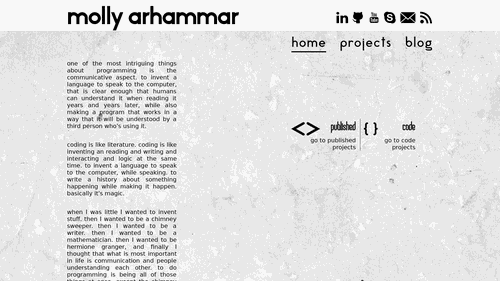 molly arhammar
home projects blog
one of the most intriguing things
about programming is the
communicative aspect. to invent a
language to speak to the computer,
that is clear enough that humans
can understand it when reading it
years and years later, while also
making a program that works in a
way that it will be understood by a
third person who's using it.
coding is like literature. coding is like
inventing an reading and writing and
interacting and logic at the same
time. to invent a language to speak
to the computer, while speaking. to
write a history about something
happening while making it happen.
basically it's magic.
when i was little I wanted to invent
stuff. then I wanted to be a chimney
sweeper. then I wanted to be a
writer. then I wanted to be
mathematician. then I wanted to be
hermione granger, and finally I
thought that what is most important
in life is communication and people
understanding each other. to do
programming is being all of those
things at once, except the chimney
<> published
go to published
projects
{ } code
go to code
projects